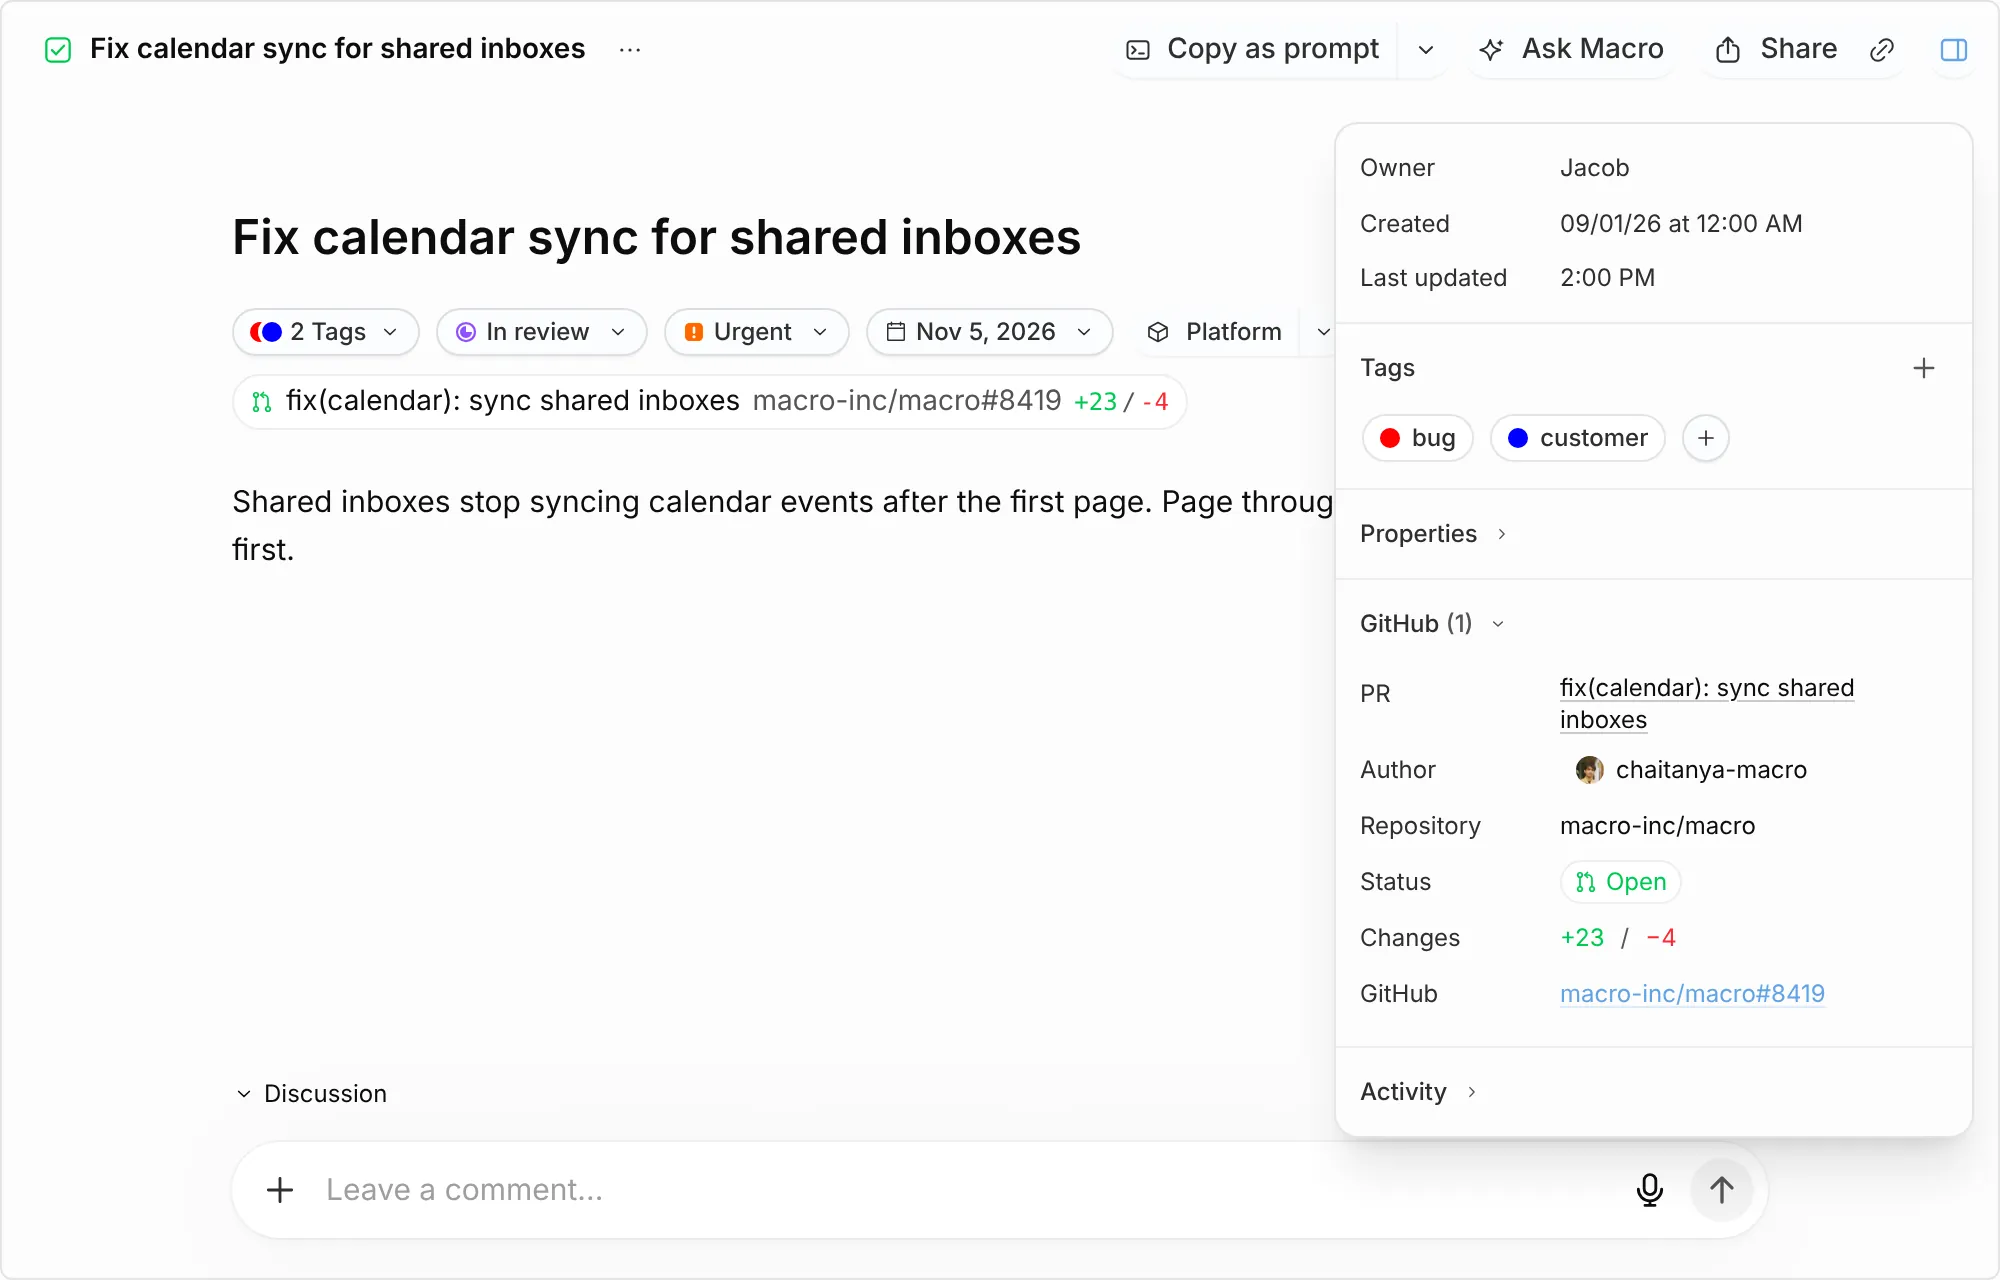 Fix calendar sync for shared inboxes ...
Copy as prompt
Ask Macro
Share
Fix calendar sync for shared inboxes
2 Tags
In review
Urgent
Nov 5, 2026
Platform
fix(calendar): sync shared inboxes macro-inc/macro#8419 +23 / -4
Shared inboxes stop syncing calendar events after the first page. Page throug
first.
Discussion
Leave a comment...
Owner Jacob
Created 09/01/26 at 12:00 AM
Last updated 2:00 PM
Tags
bug
customer
Properties
GitHub (1)
PR fix(calendar): sync shared
inboxes
Author chaitanya-macro
Repository macro-inc/macro
Status Open
Changes +23 / −4
GitHub macro-inc/macro#8419
Activity